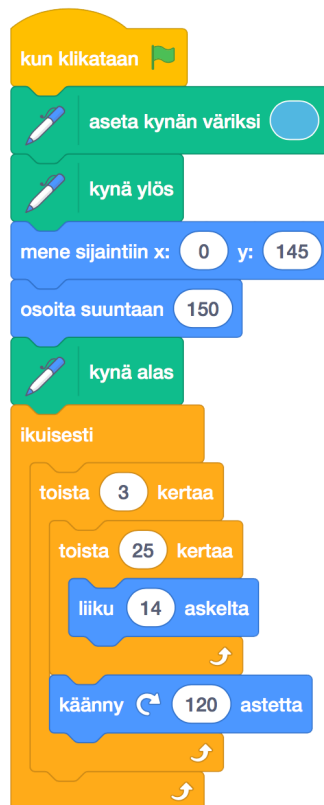 kun klikataan
aseta kynän väriksi
kynä ylös
mene sijaintiin x: 0 y: 145
osoita suuntaan 150
kynä alas
ikuisesti
toista 3 kertaa
toista 25 kertaa
liiku 14 askelta
käänny 120 astetta